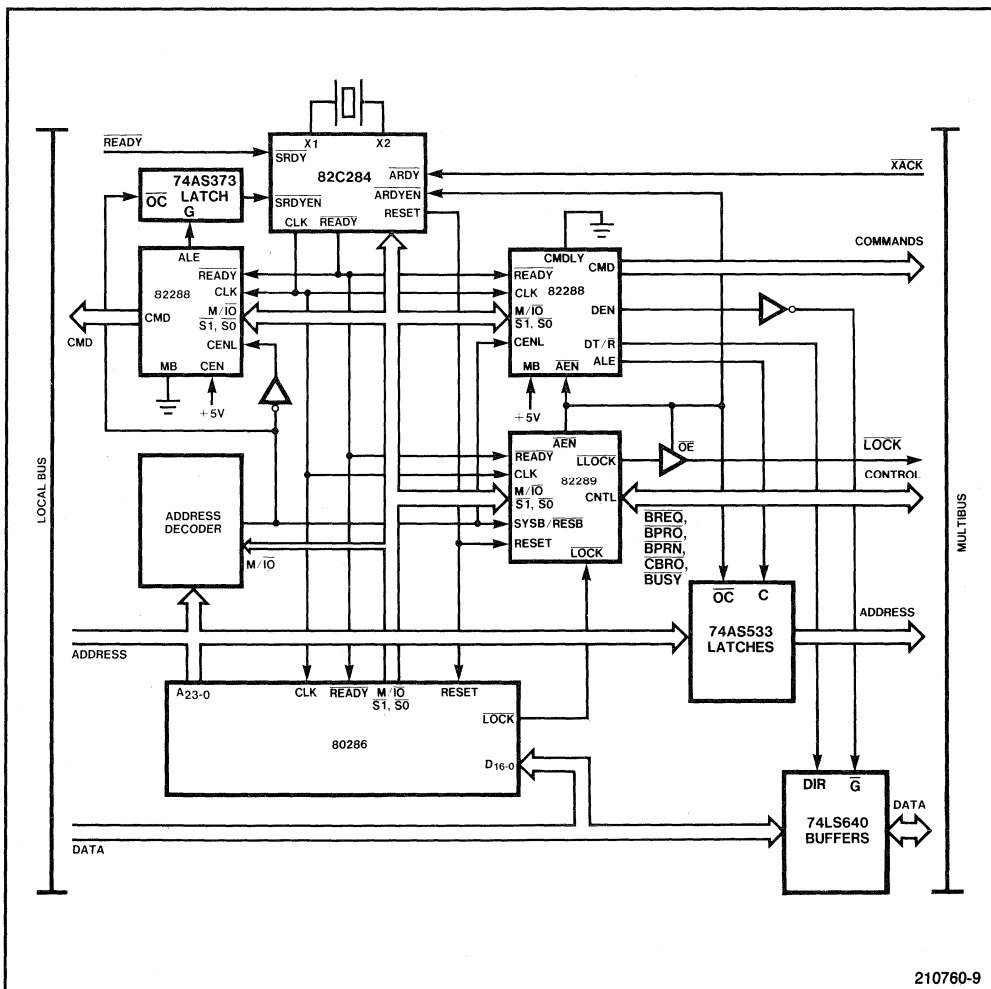 X1 X2
READY
SRDY
82C284
ARDY
XACK
74AS373
LATCH
OC
G
SRDYEN
ARDYEN
RESET
CLK READY
ALE
CMDLY
CMD
COMMANDS
READY
CLK
82288
M/IO
S1, S0
CMD
CENL
MB CEN
+5V
CMD
READY
CLK
82288
M/IO
S1, S0
CENL
DEN
DT/R
ALE
MB AEN
+5V
LOCAL BUS
MULTIBUS
AEN
READY
CLK
LLOCK
82289
M/IO
S1, S0
CNTL
SYSB/RESB
RESET
LOCK
OE
LOCK
CONTROL
BREQ,
BPRO,
BPRN,
CBRO,
BUSY
ADDRESS
DECODER
M/IO
OC C
74AS533
LATCHES
ADDRESS
ADDRESS
A23-0
CLK READY M/IO RESET
S1, S0
LOCK
80286
D16-0
DIR G
74LS640
BUFFERS
DATA
DATA
210760-9